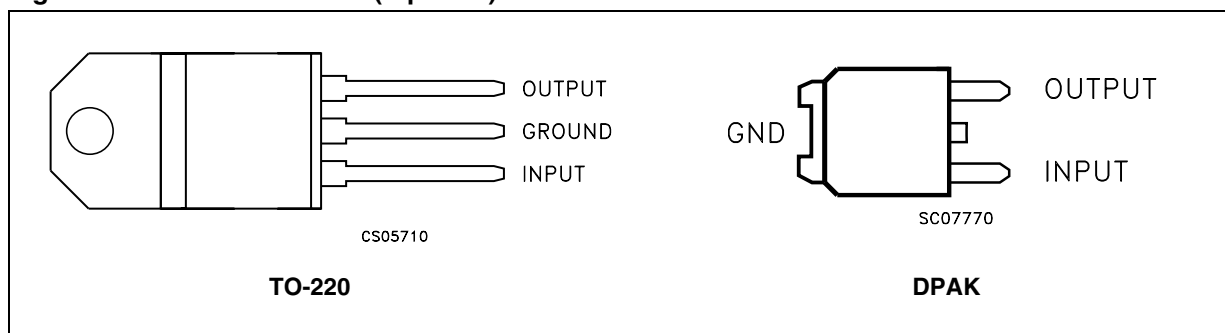 OUTPUT
GROUND
INPUT
CS05710
TO-220
GND
OUTPUT
INPUT
SC07770
DPAK